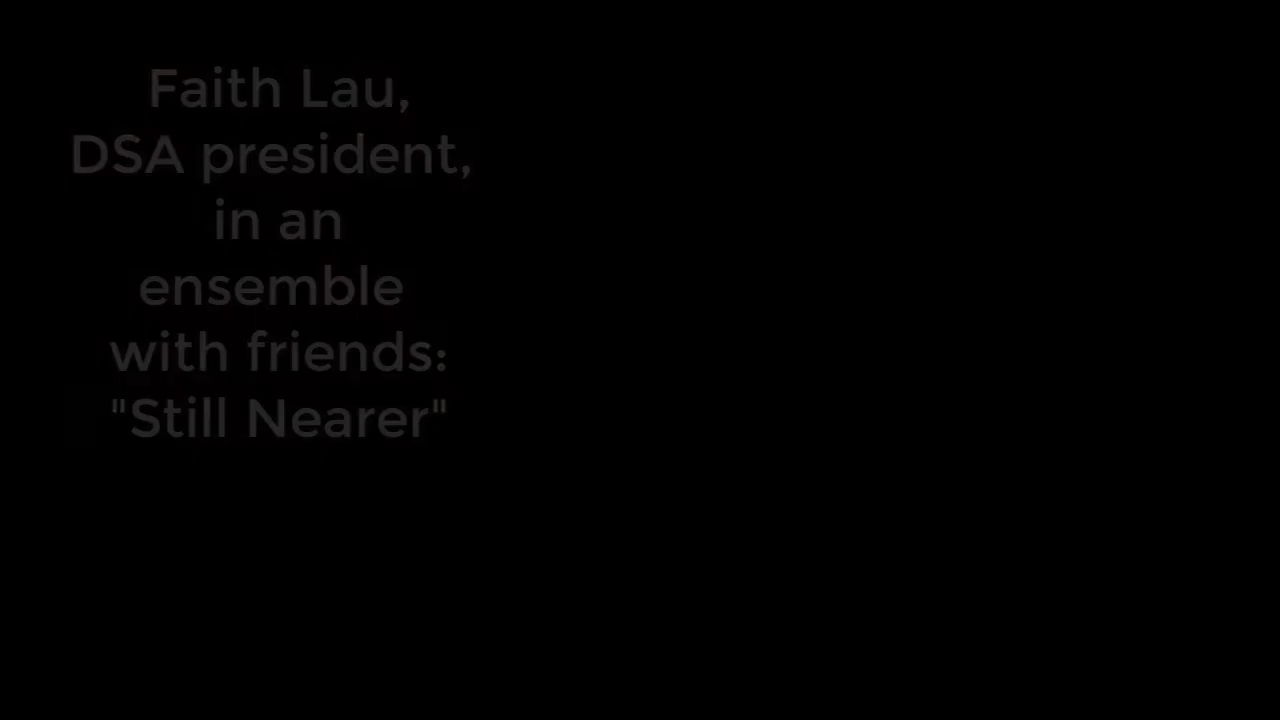 Faith Lau,
DSA president,
in an
ensemble
with friends:
"Still Nearer"